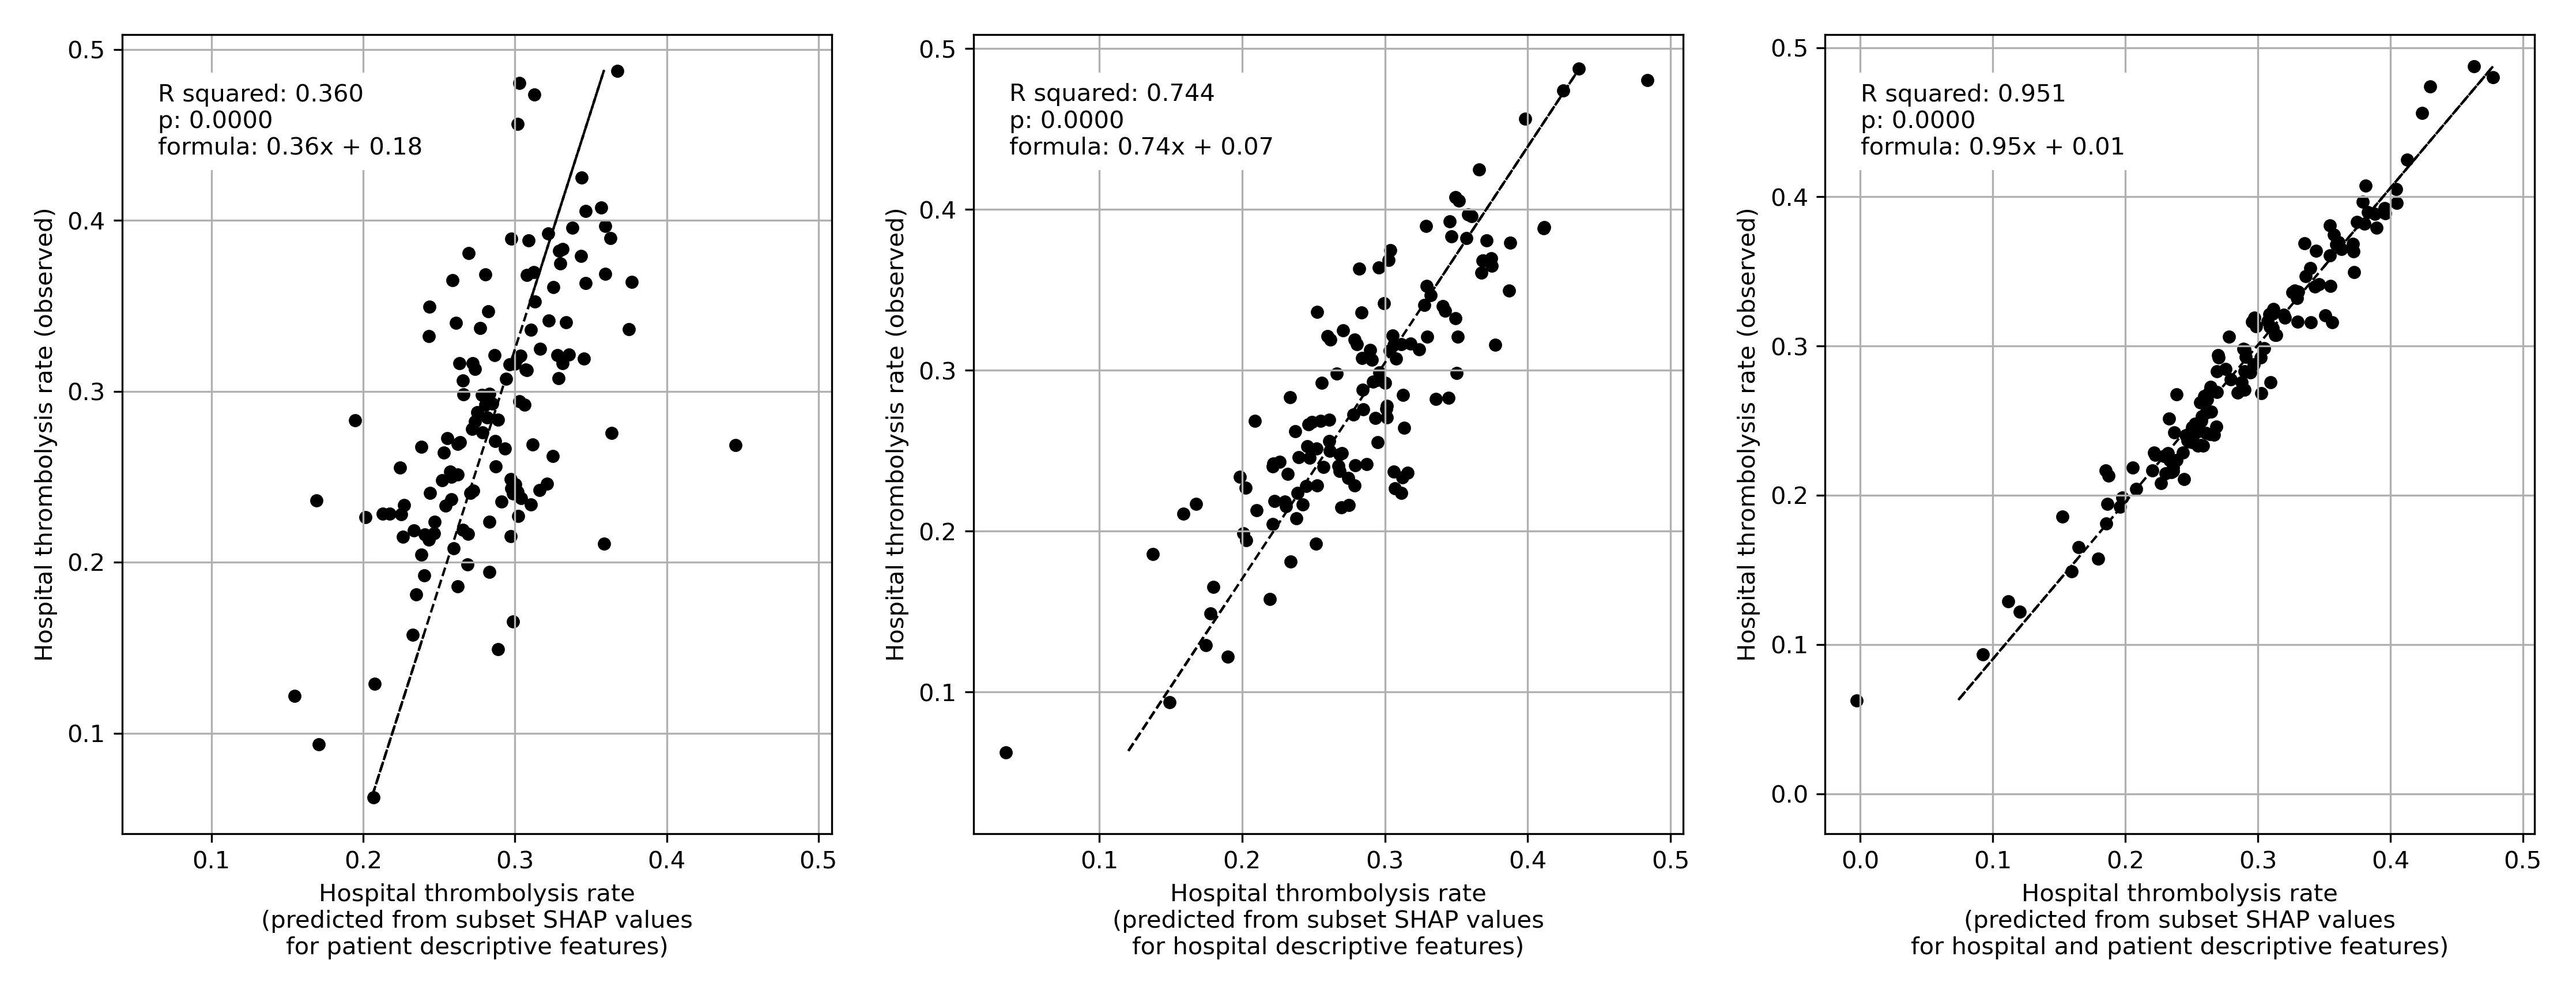 R squared: 0.360
p: 0.0000
formula: 0.36x + 0.18
Hospital thrombolysis rate (observed)
0.5
0.4
0.3
0.2
0.1
0.1 0.2 0.3 0.4 0.5
Hospital thrombolysis rate
(predicted from subset SHAP values
for patient descriptive features)
R squared: 0.744
p: 0.0000
formula: 0.74x + 0.07
Hospital thrombolysis rate (observed)
0.5
0.4
0.3
0.2
0.1
0.1 0.2 0.3 0.4 0.5
Hospital thrombolysis rate
(predicted from subset SHAP values
for hospital descriptive features)
R squared: 0.951
p: 0.0000
formula: 0.95x + 0.01
Hospital thrombolysis rate (observed)
0.5
0.4
0.3
0.2
0.1
0.0
0.0 0.1 0.2 0.3 0.4 0.5
Hospital thrombolysis rate
(predicted from subset SHAP values
for hospital and patient descriptive features)